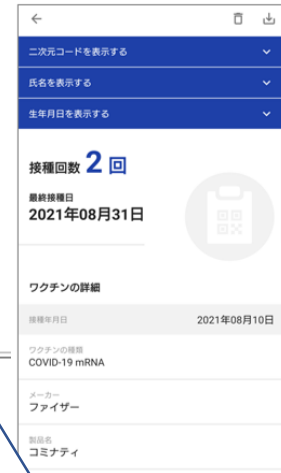 二次元コードを表示する
氏名を表示する
生年月日を表示する
接種回数 2 回
最終接種日
2021年08月31日
ワクチンの詳細
接種年月日 2021年08月10日
ワクチンの種類
COVID-19 mRNA
メーカー
ファイザー
製品名
コミナティ